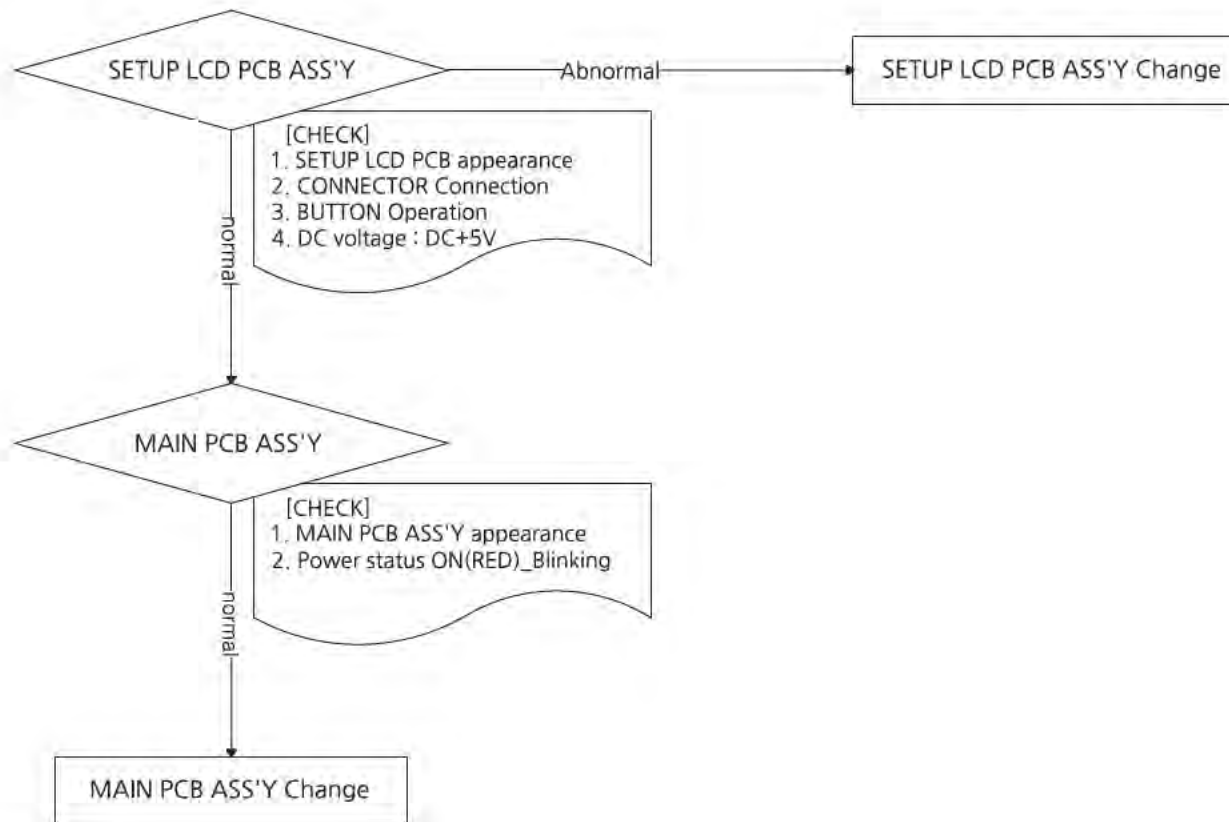 SETUP LCD PCB ASS'Y
Abnormal
SETUP LCD PCB ASS'Y Change
[CHECK]
1. SETUP LCD PCB appearance
2. CONNECTOR Connection
3. BUTTON Operation
4. DC voltage : DC+5V
normal
MAIN PCB ASS'Y
[CHECK]
1. MAIN PCB ASS'Y appearance
2. Power status ON(RED)_Blinking
normal
MAIN PCB ASS'Y Change